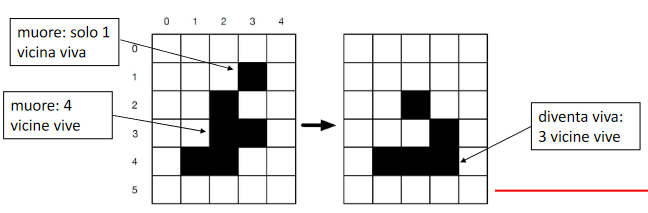 0 1 2 3 4
muore: solo 1
vicina viva
0
1
muore: 4
vicine vive
2
3
4
5
diventa viva:
3 vicine vive